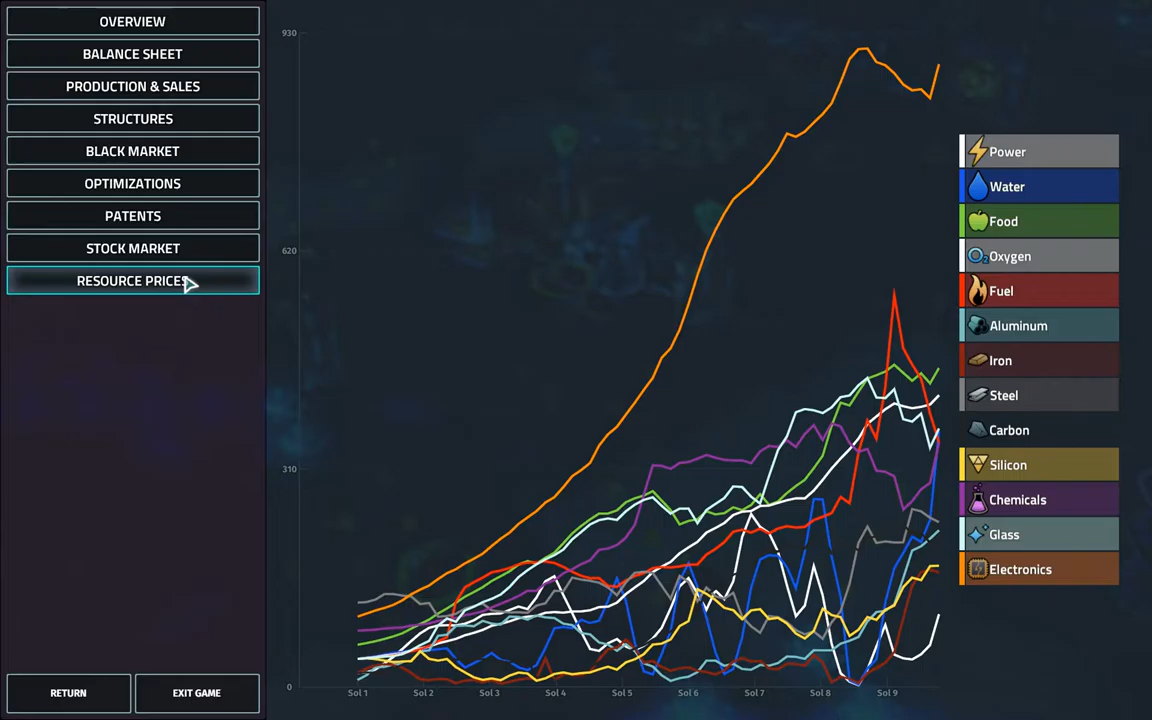 OVERVIEW
BALANCE SHEET
PRODUCTION & SALES
STRUCTURES
BLACK MARKET
OPTIMIZATIONS
PATENTS
STOCK MARKET
RESOURCE PRICES
RETURN
EXIT GAME
930
620
310
0
Sol 1 Sol 2 Sol 3 Sol 4 Sol 5 Sol 6 Sol 7 Sol 8 Sol 9
Power
Water
Food
O2 Oxygen
Fuel
Aluminum
Iron
Steel
Carbon
Silicon
Chemicals
Glass
Electronics